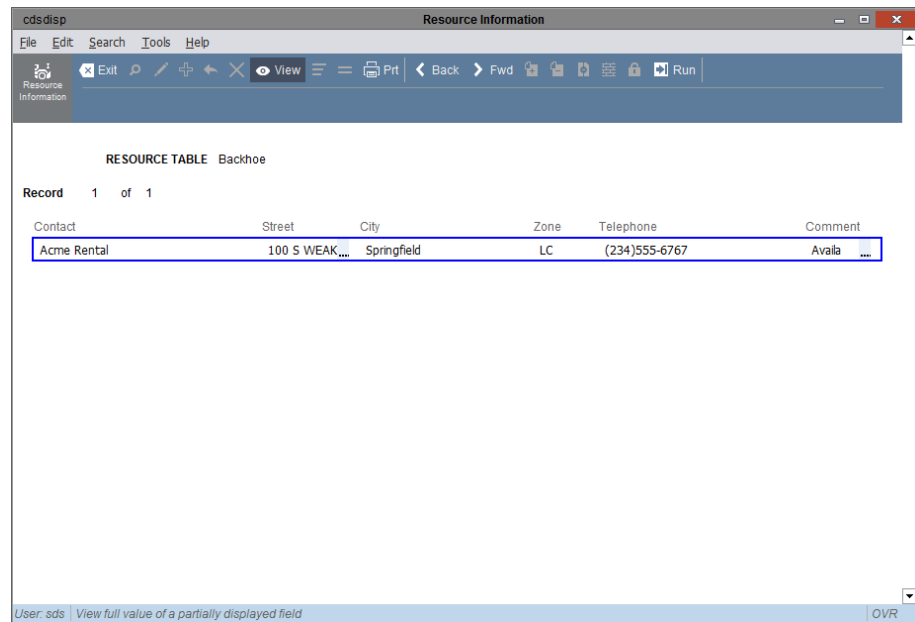 cdsdisp Resource Information
File Edit Search Tools Help
Resource Information Exit View Prt Back Fwd Run
RESOURCE TABLE Backhoe
Record 1 of 1
Contact Street City Zone Telephone Comment
Acme Rental 100 S WEAK... Springfield LC (234)555-6767 Availa ...
User: sds View full value of a partially displayed field OVR